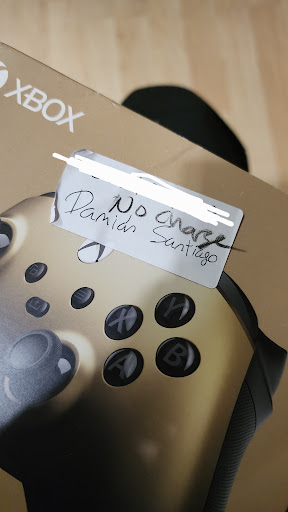 XBOX
No Charge
Damian Santiago
X Y
A B